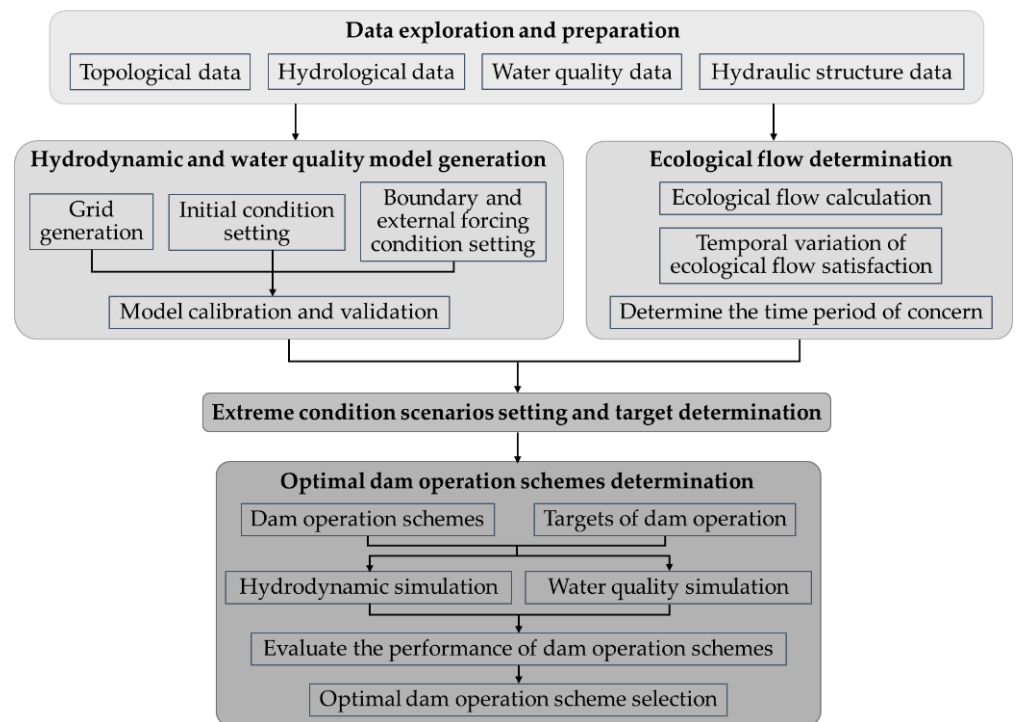 Data exploration and preparation
Topological data
Hydrological data
Water quality data
Hydraulic structure data
Hydrodynamic and water quality model generation
Grid
generation
Initial condition
setting
Boundary and
external forcing
condition setting
Model calibration and validation
Ecological flow determination
Ecological flow calculation
Temporal variation of
ecological flow satisfaction
Determine the time period of concern
Extreme condition scenarios setting and target determination
Optimal dam operation schemes determination
Dam operation schemes
Targets of dam operation
Hydrodynamic simulation
Water quality simulation
Evaluate the performance of dam operation schemes
Optimal dam operation scheme selection